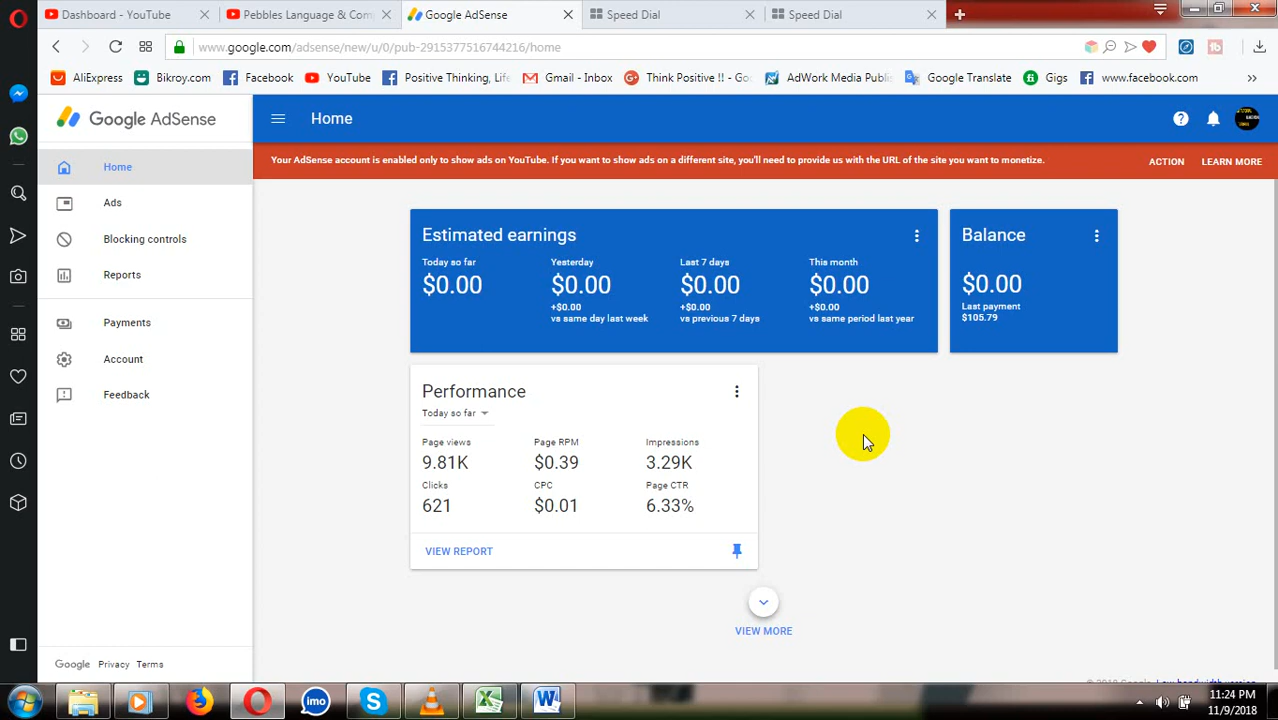 Dashboard - YouTube
Pebbles Language & Com
Google AdSense
Speed Dial
Speed Dial
www.google.com/adsense/new/u/0/pub-2915377516744216/home
AliExpress
Bikroy.com
Facebook
YouTube
Positive Thinking, Life
Gmail - Inbox
Think Positive !! - Goo
AdWork Media Publis
Google Translate
Gigs
www.facebook.com
Google AdSense
Home
Your AdSense account is enabled only to show ads on YouTube. If you want to show ads on a different site, you'll need to provide us with the URL of the site you want to monetize.
ACTION
LEARN MORE
Home
Ads
Blocking controls
Reports
Payments
Account
Feedback
Estimated earnings
Today so far
Yesterday
Last 7 days
This month
$0.00
$0.00
$0.00
$0.00
+$0.00
+$0.00
+$0.00
vs same day last week
vs previous 7 days
vs same period last year
Balance
$0.00
Last payment
$105.79
Performance
Today so far
Page views
Page RPM
Impressions
9.81K
$0.39
3.29K
Clicks
CPC
Page CTR
621
$0.01
6.33%
VIEW REPORT
VIEW MORE
Google
Privacy
Terms
imo
11:24 PM
11/9/2018